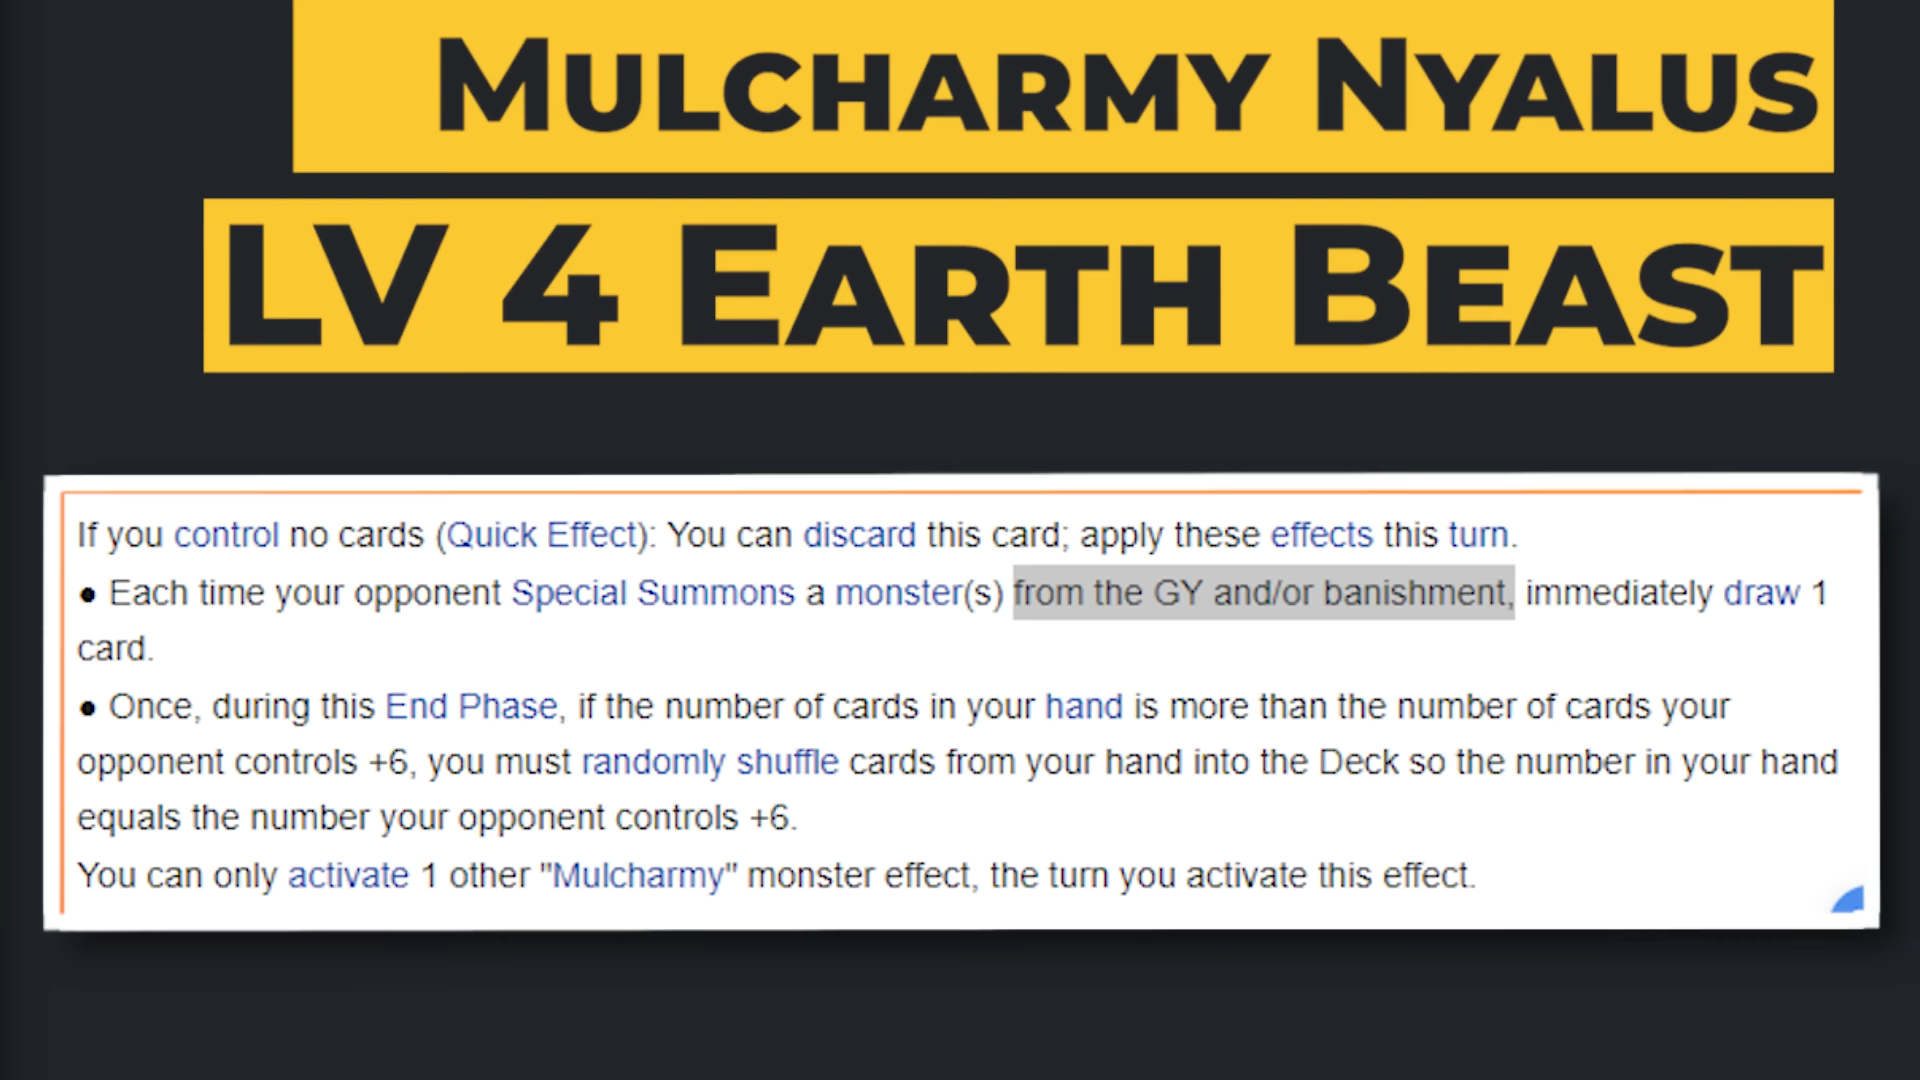 Mulcharmy Nyalus
LV 4 Earth Beast
If you control no cards (Quick Effect): You can discard this card; apply these effects this turn.
● Each time your opponent Special Summons a monster(s) from the GY and/or banishment, immediately draw 1
card.
● Once, during this End Phase, if the number of cards in your hand is more than the number of cards your
opponent controls +6, you must randomly shuffle cards from your hand into the Deck so the number in your hand
equals the number your opponent controls +6.
You can only activate 1 other "Mulcharmy" monster effect, the turn you activate this effect.